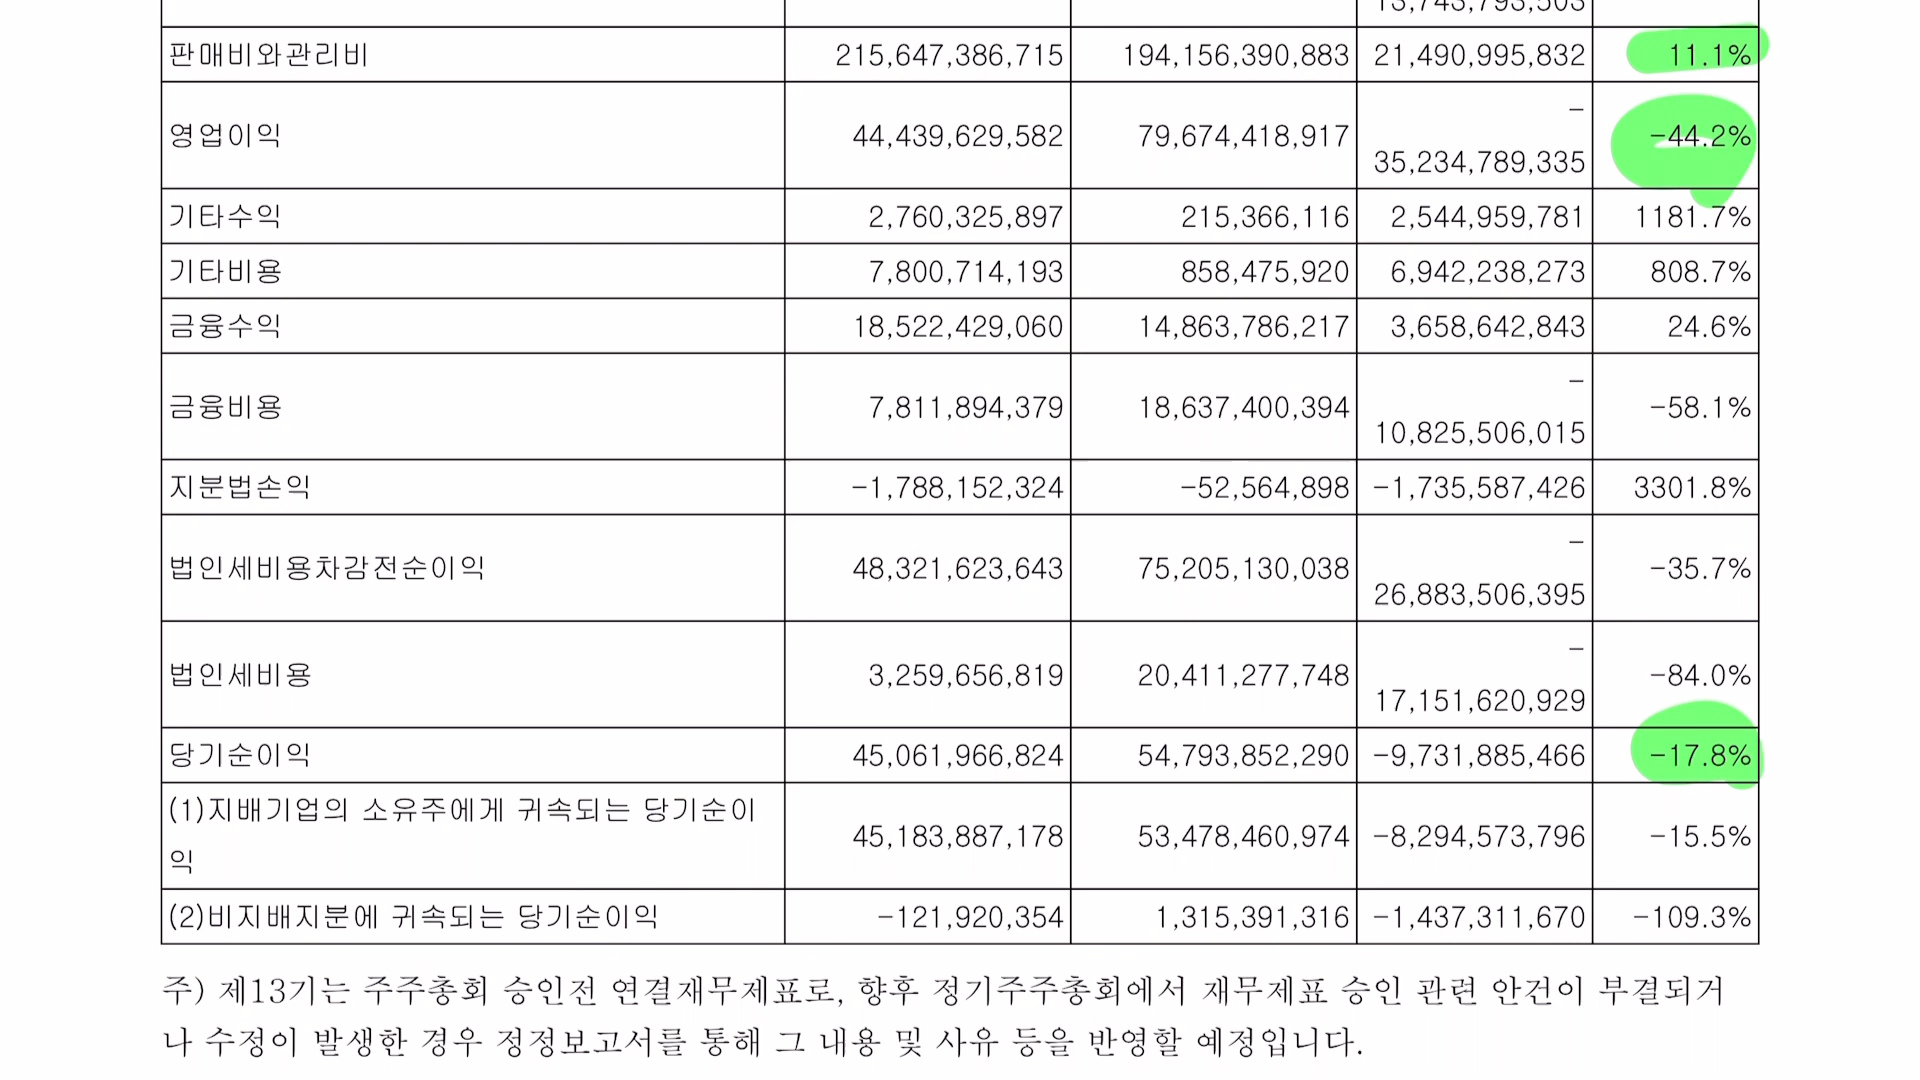 판매비와관리비 215,647,386,715 194,156,390,883 21,490,995,832 11.1%
영업이익 44,439,629,582 79,674,418,917 -35,234,789,335 -44.2%
기타수익 2,760,325,897 215,366,116 2,544,959,781 1181.7%
기타비용 7,800,714,193 858,475,920 6,942,238,273 808.7%
금융수익 18,522,429,060 14,863,786,217 3,658,642,843 24.6%
금융비용 7,811,894,379 18,637,400,394 -10,825,506,015 -58.1%
지분법손익 -1,788,152,324 -52,564,898 -1,735,587,426 3301.8%
법인세비용차감전순이익 48,321,623,643 75,205,130,038 -26,883,506,395 -35.7%
법인세비용 3,259,656,819 20,411,277,748 -17,151,620,929 -84.0%
당기순이익 45,061,966,824 54,793,852,290 -9,731,885,466 -17.8%
(1)지배기업의 소유주에게 귀속되는 당기순이
익 45,183,887,178 53,478,460,974 -8,294,573,796 -15.5%
(2)비지배지분에 귀속되는 당기순이익 -121,920,354 1,315,391,316 -1,437,311,670 -109.3%
주) 제13기는 주주총회 승인전 연결재무제표로, 향후 정기주주총회에서 재무제표 승인 관련 안건이 부결되거
나 수정이 발생한 경우 정정보고서를 통해 그 내용 및 사유 등을 반영할 예정입니다.